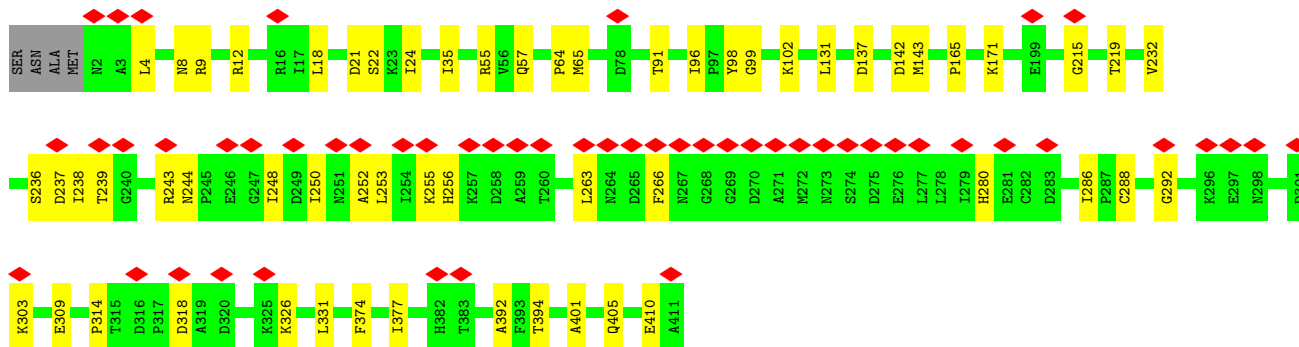 SER ASN ALA MET N2 A3 L4 N8 R9 R12 R16 I17 L18 D21 S22 K23 I24 I35 R55 V56 Q57 P64 M65 D78 T91 I96 P97 Y98 G99 K102 L131 D137 D142 M143 P165 K171 E199 G215 T219 V232
S236 D237 I238 T239 G240 R243 N244 P245 E246 G247 I248 D249 I250 N251 A252 L253 I254 K255 H256 K257 D258 A259 T260 L263 N264 D265 F266 N267 G268 G269 D270 A271 M272 N273 S274 D275 E276 L277 L278 I279 H280 E281 C282 D283 I286 P287 C288 G292 K296 E297 N298
K303 E309 P314 T315 D316 P317 D318 A319 D320 K325 K326 L331 F374 I377 H382 T383 A392 F393 T394 A401 Q405 E410 A411